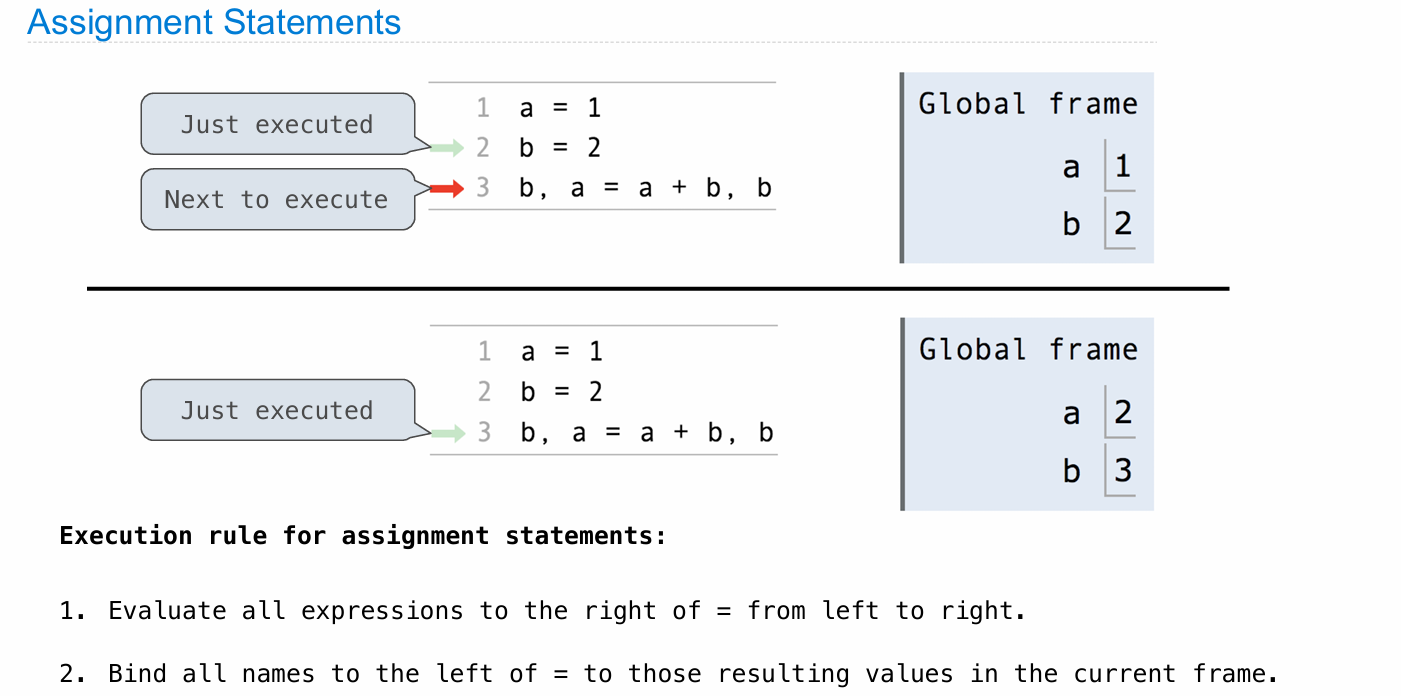 Assignment Statements
Just executed
Next to execute
1 a = 1
2 b = 2
3 b, a = a + b, b
Global frame
a 1
b 2
Just executed
1 a = 1
2 b = 2
3 b, a = a + b, b
Global frame
a 2
b 3
Execution rule for assignment statements:
1. Evaluate all expressions to the right of = from left to right.
2. Bind all names to the left of = to those resulting values in the current frame.